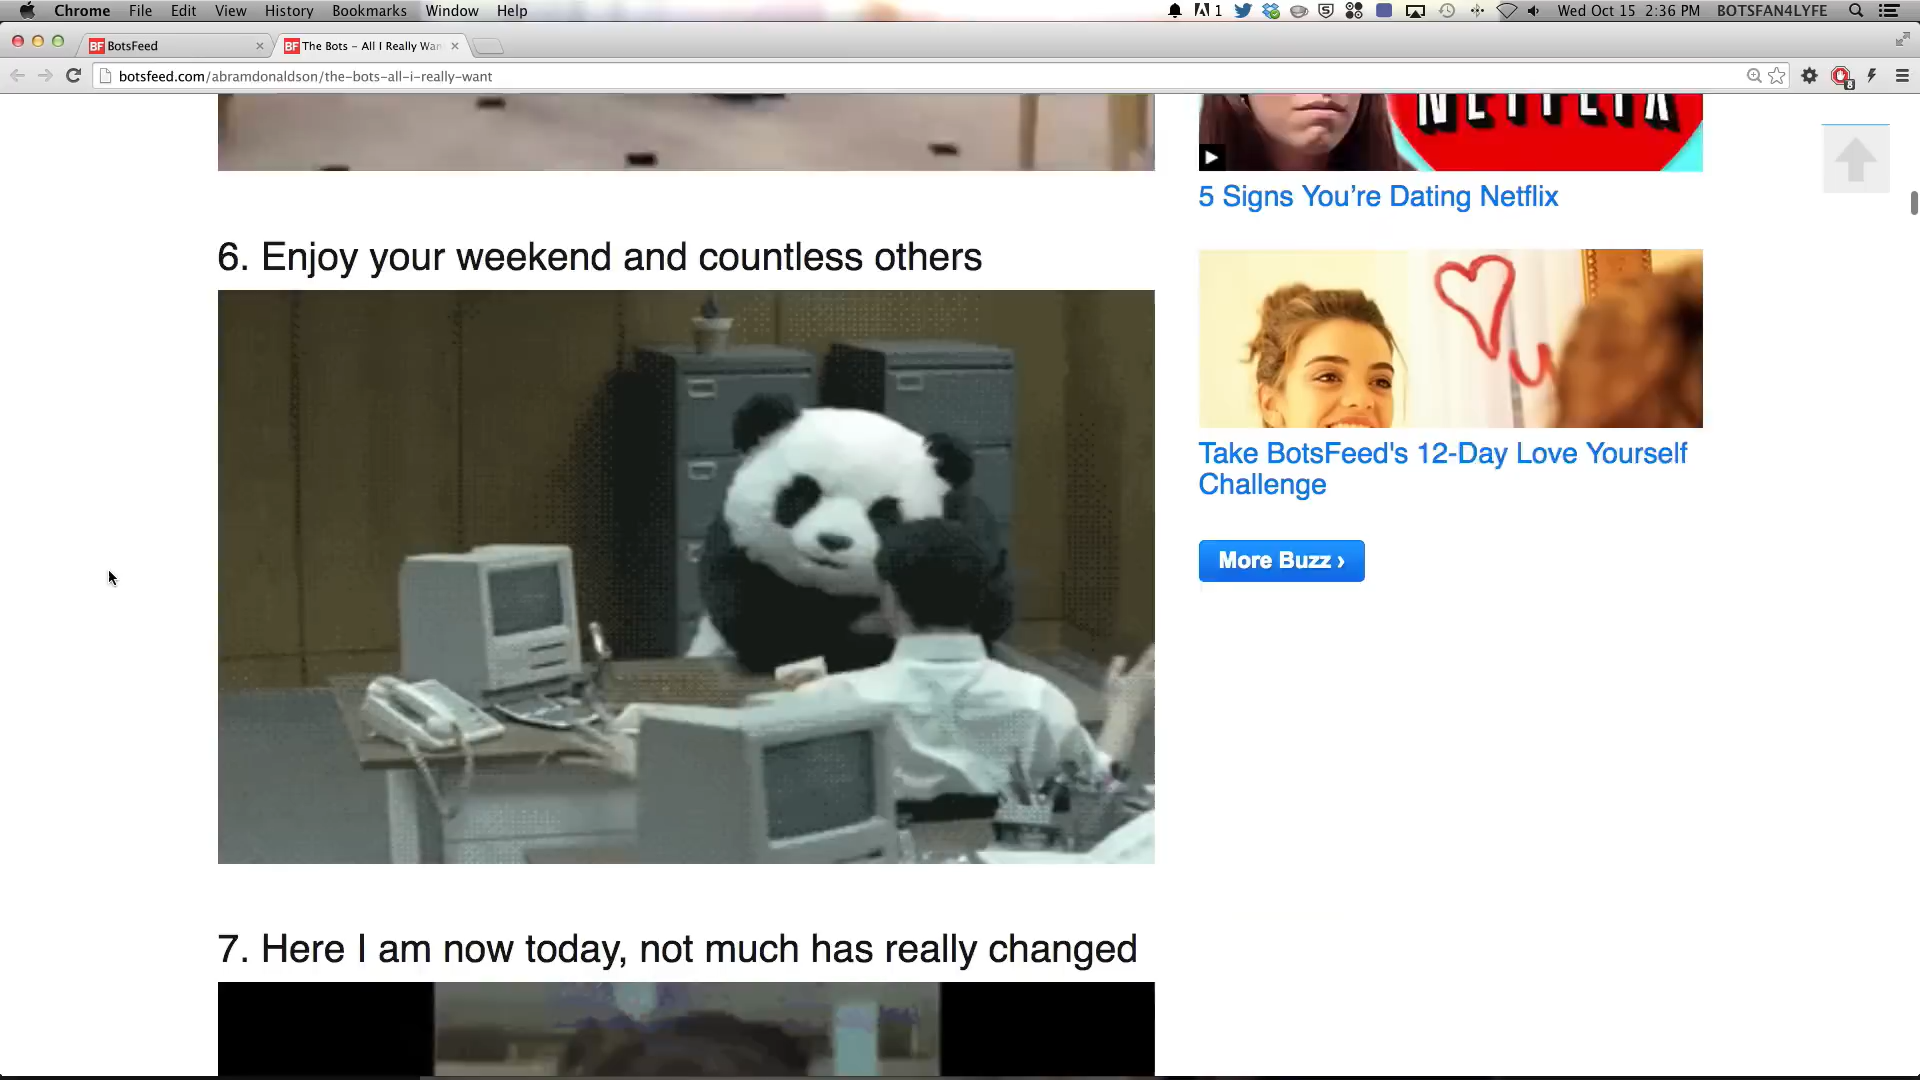 Chrome File Edit View History Bookmarks Window Help
1
Wed Oct 15 2:36 PM BOTSFAN4LYFE
BF BotsFeed
BF The Bots – All I Really Wan
botsfeed.com/abramdonaldson/the-bots-all-i-really-want
NETFLIX
5 Signs You're Dating Netflix
6. Enjoy your weekend and countless others
Take BotsFeed's 12-Day Love Yourself
Challenge
More Buzz ›
7. Here I am now today, not much has really changed